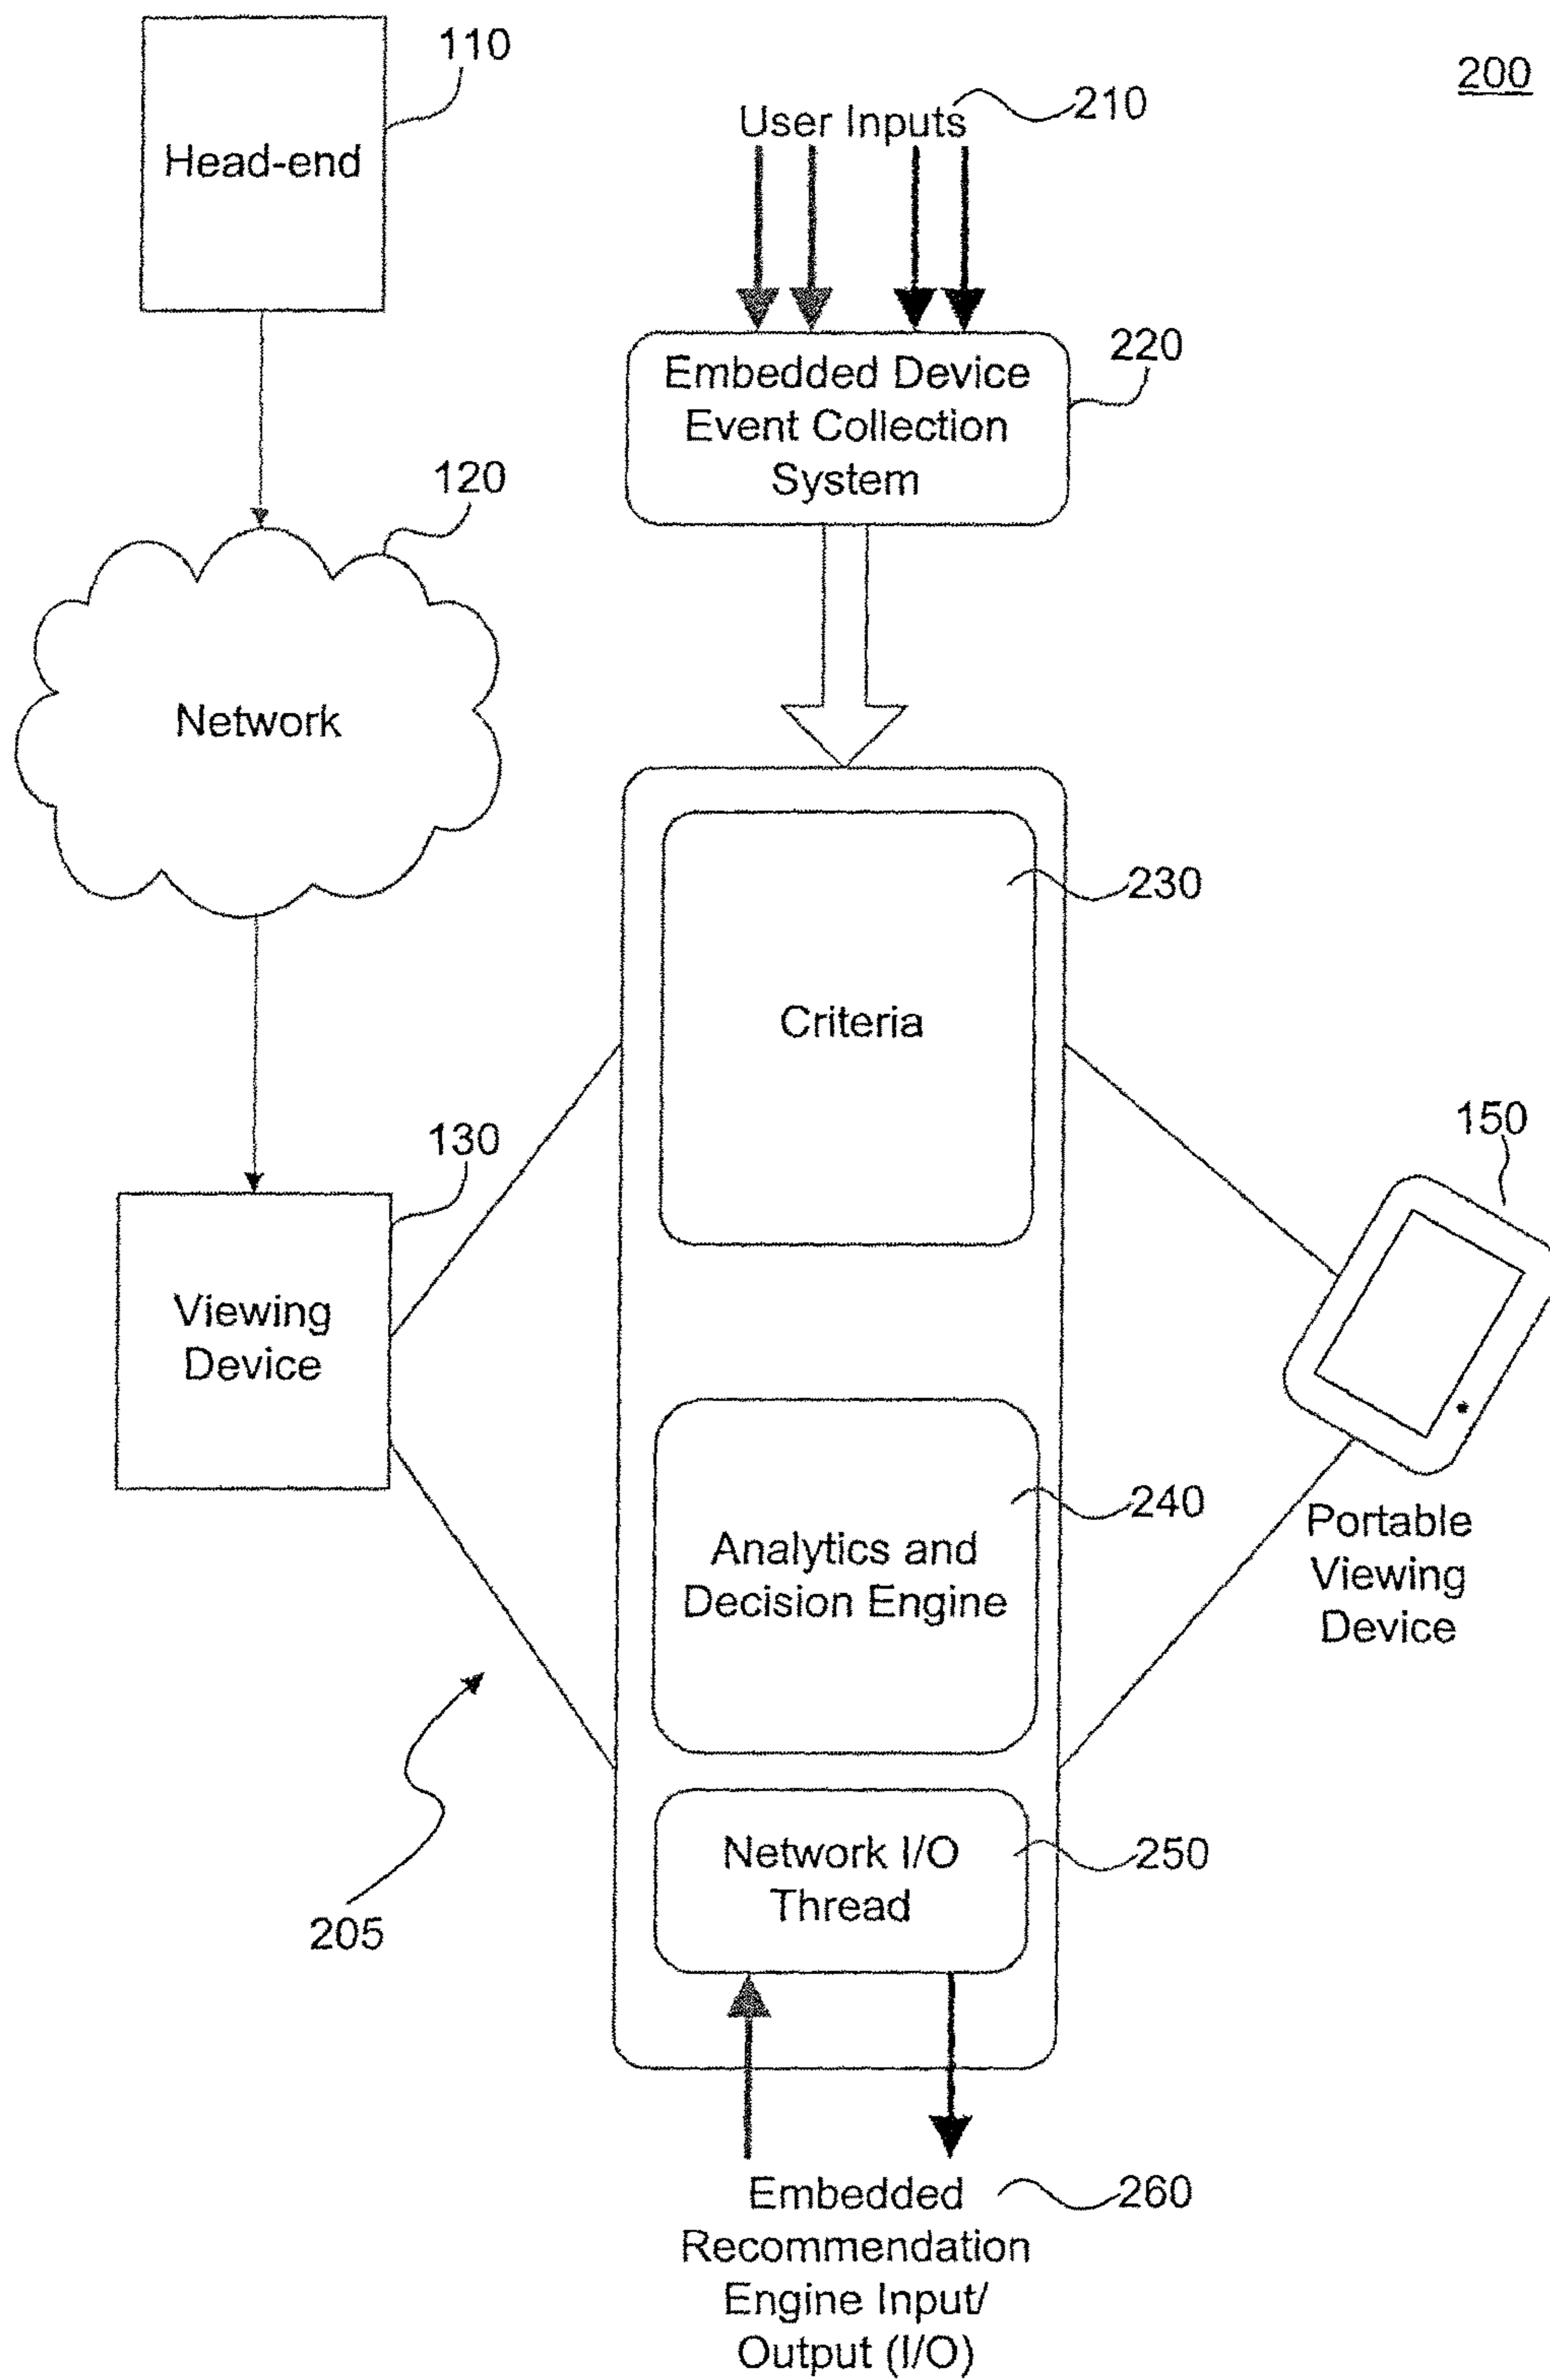 200
110
Head-end
120
Network
130
Viewing
Device
205
User Inputs
210
Embedded Device
Event Collection
System
220
Criteria
230
Analytics and
Decision Engine
240
Network I/O
Thread
250
Embedded
Recommendation
Engine Input/
Output (I/O)
260
150
Portable
Viewing
Device